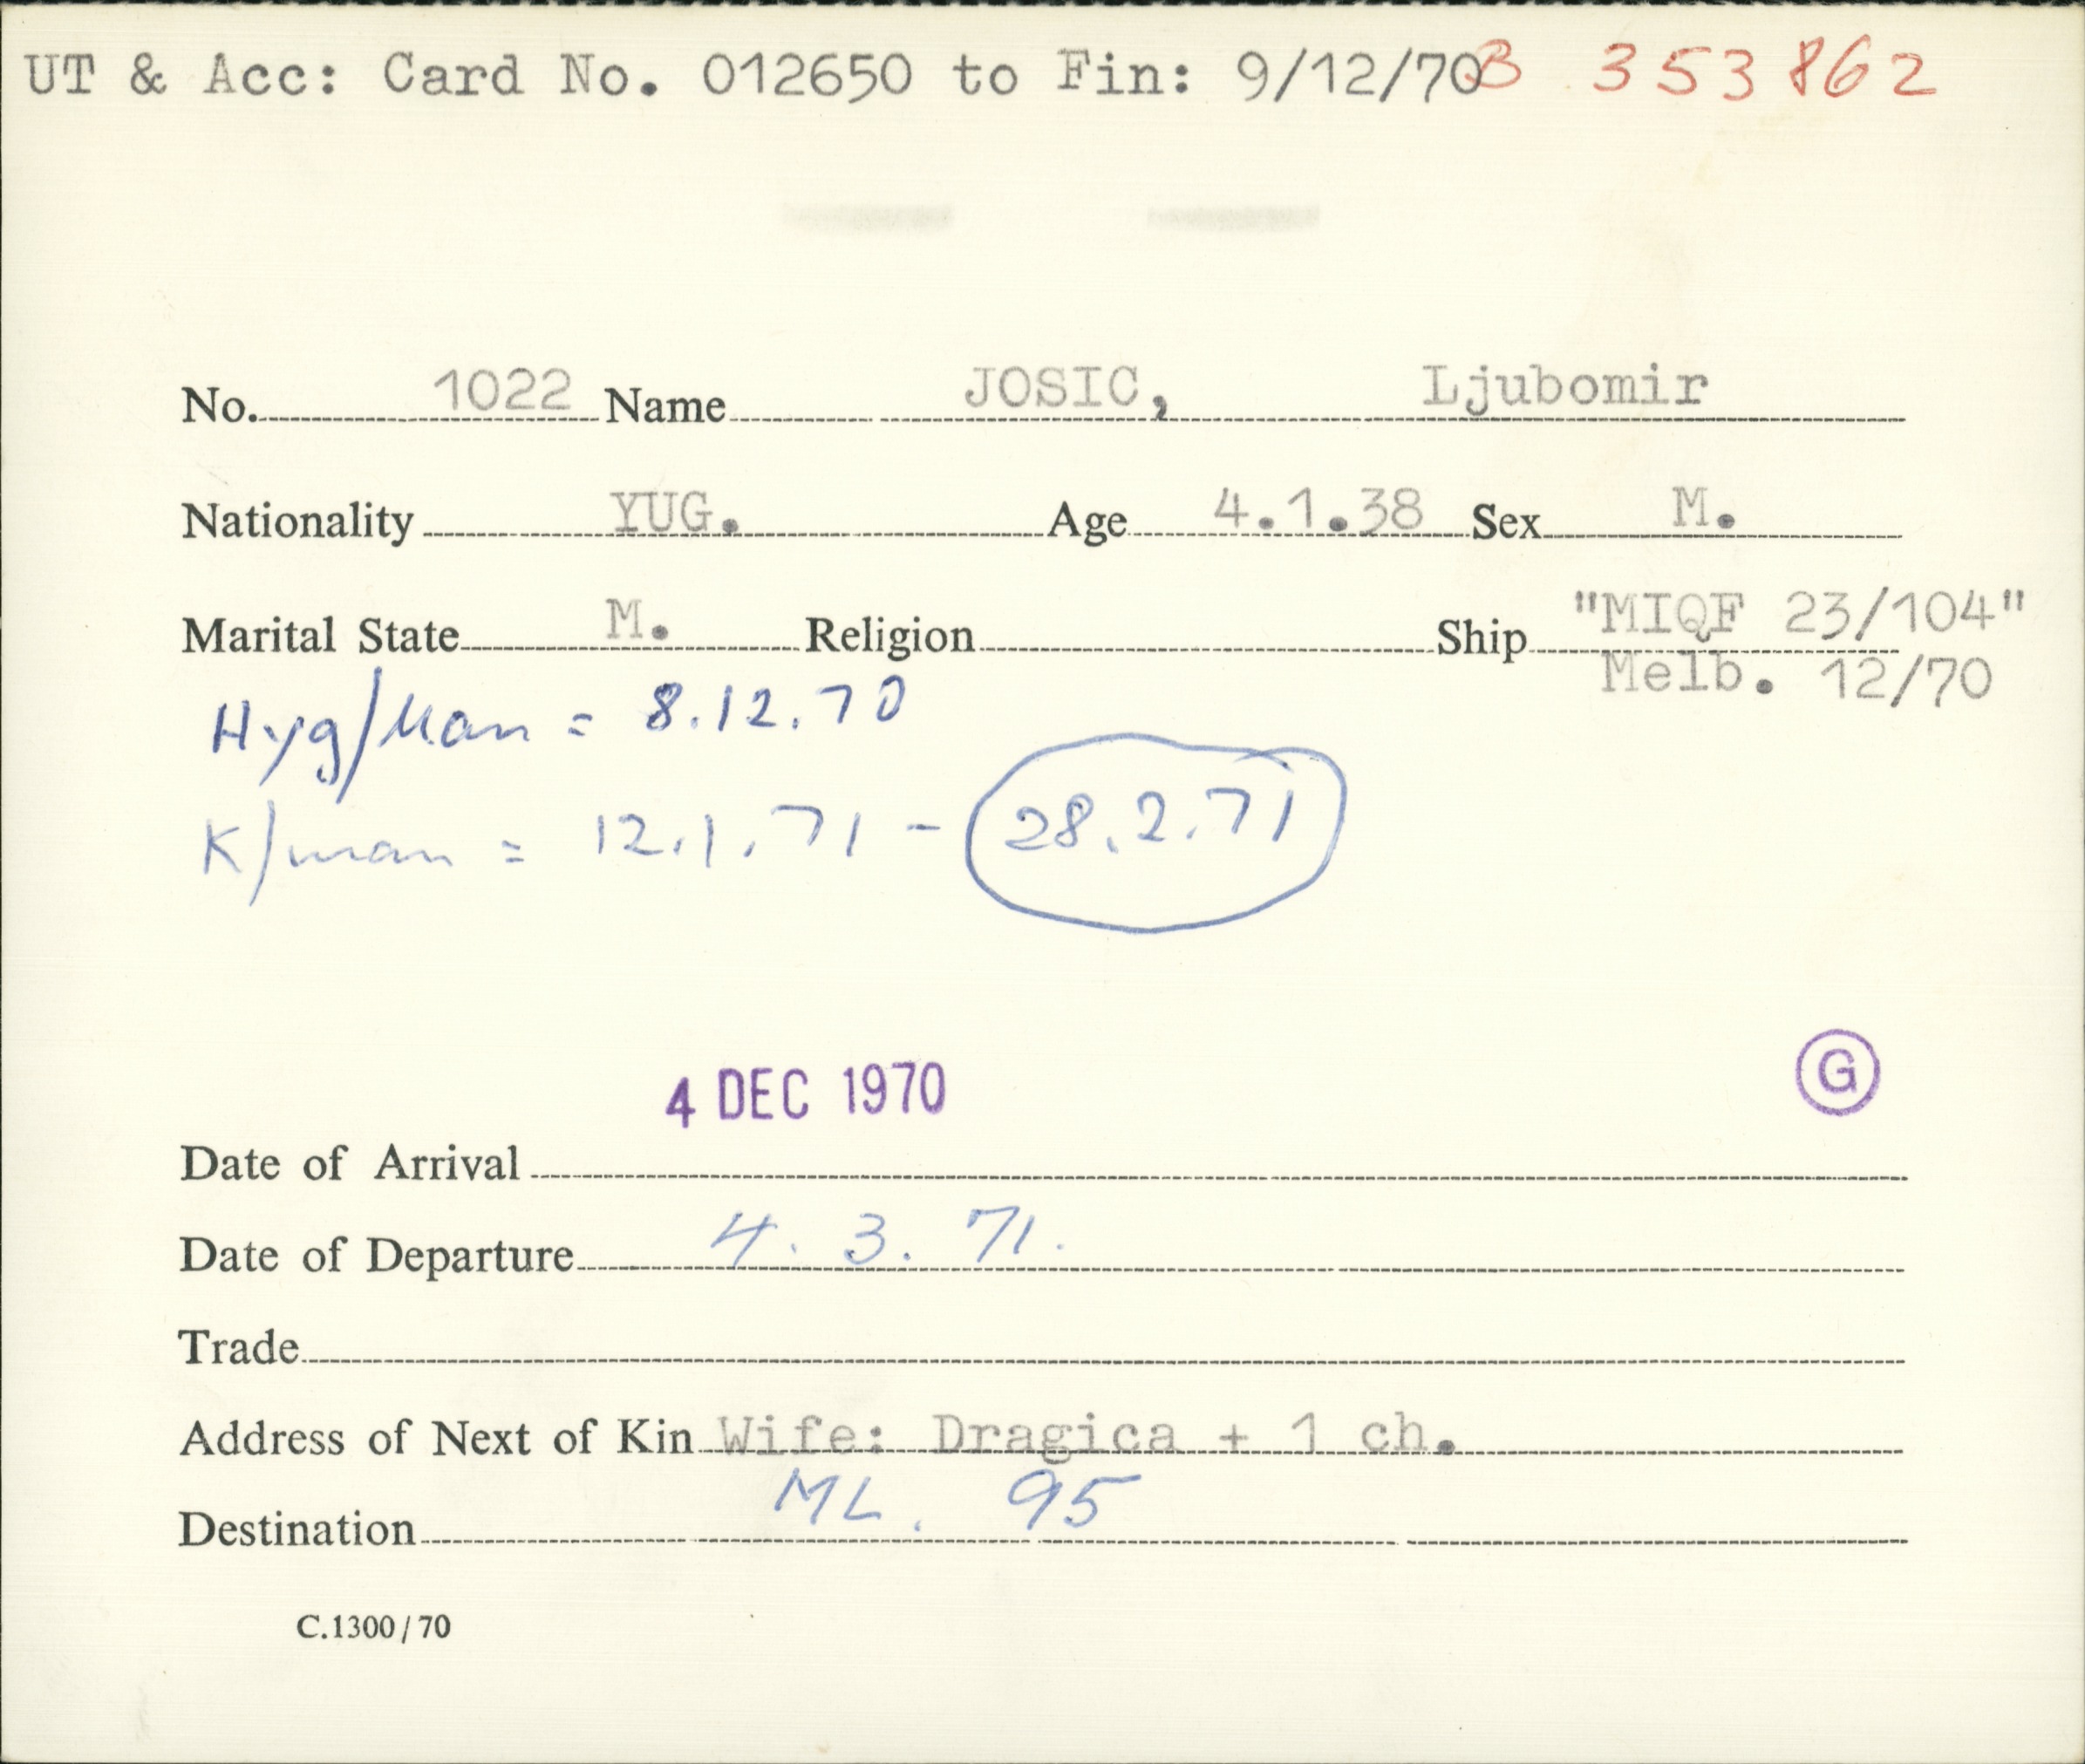 UT & Acc: Card No. 012650 to Fin: 9/12/70 B 353862
No. 1022 Name JOSIC, Ljubomir
Nationality YUG. Age 4.1.38 Sex M.
Marital State M. Religion Ship "MIQF 23/104"
Melb. 12/70
Hyg/Man = 8.12.70
K/man = 12.1.71 - 28.2.71
4 DEC 1970 G
Date of Arrival
Date of Departure 4. 3. 71.
Trade
Address of Next of Kin Wife: Dragica + 1 ch.
Destination ML. 95
C.1300/70